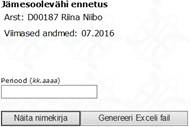 Jämesoolevähi ennetus
Arst: D00187 Riina Niibo
Viimased andmed: 07.2016
Periood (kk.aaaa)
Näita nimekirja Genereeri Exceli fail